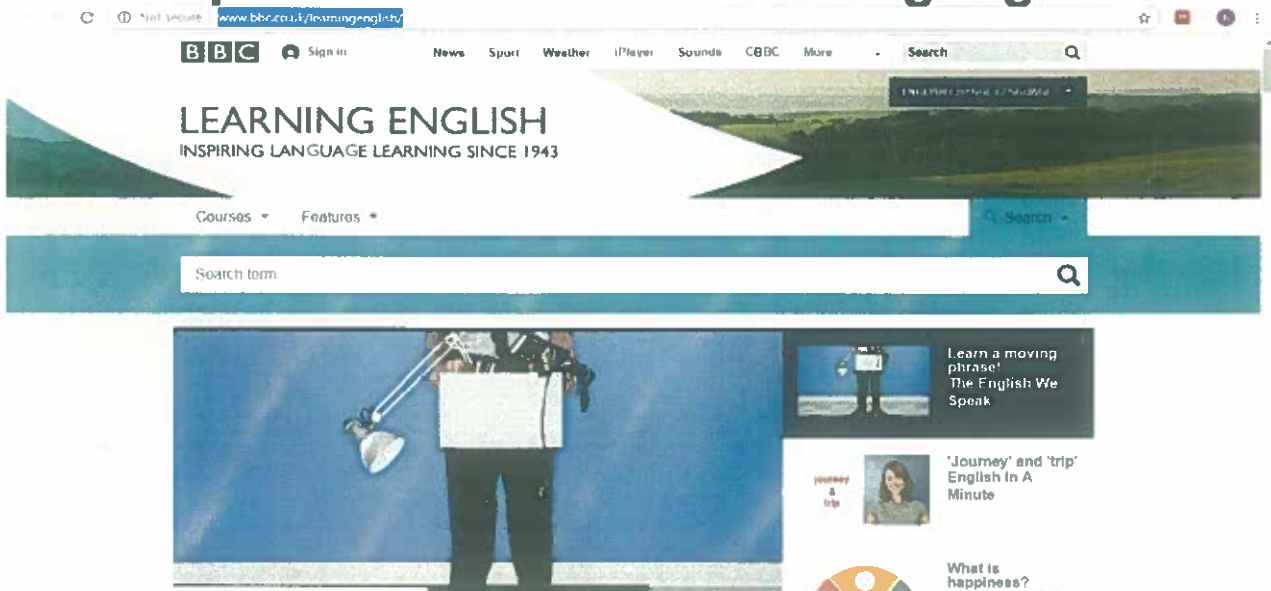 Not secure www.bbc.co.uk/learningenglish/
BBC Sign in News Sport Weather iPlayer Sounds CBBC More Search
LEARNING ENGLISH
INSPIRING LANGUAGE LEARNING SINCE 1943
Courses Features Search
Search term
Learn a moving
phrase!
The English We
Speak
'Journey' and 'trip'
English In A
Minute
journey
&
trip
What is
happiness?